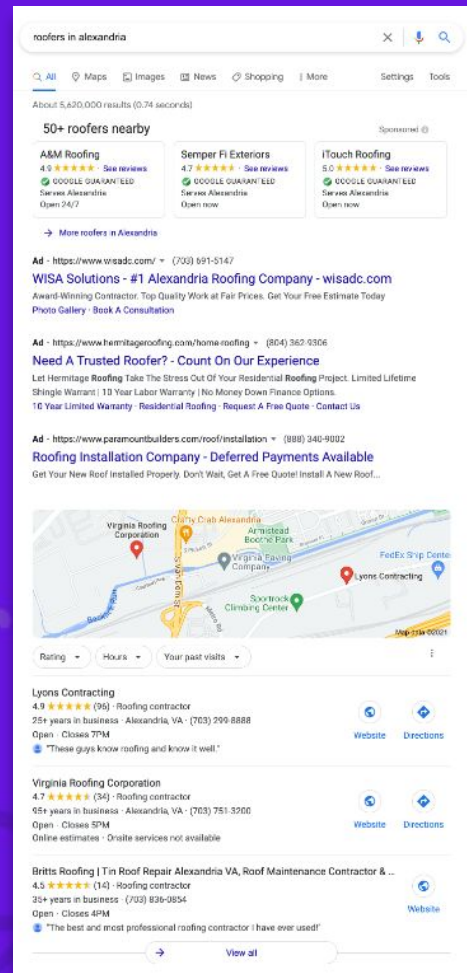 roofers in alexandria
All Maps Images News Shopping More Settings Tools
About 5,620,000 results (0.74 seconds)
50+ roofers nearby Sponsored
A&M Roofing
4.9 ★★★★★ · See reviews
GOOGLE GUARANTEED
Serves Alexandria
Open 24/7
Semper Fi Exteriors
4.7 ★★★★★ · See reviews
GOOGLE GUARANTEED
Serves Alexandria
Open now
iTouch Roofing
5.0 ★★★★★ · See reviews
GOOGLE GUARANTEED
Serves Alexandria
Open now
→ More roofers in Alexandria
Ad · https://www.wisadc.com/ (703) 691-5147
WISA Solutions - #1 Alexandria Roofing Company - wisadc.com
Award-Winning Contractor. Top Quality Work at Fair Prices. Get Your Free Estimate Today
Photo Gallery · Book A Consultation
Ad · https://www.hermitageroofing.com/home-roofing (804) 362-9306
Need A Trusted Roofer? - Count On Our Experience
Let Hermitage Roofing Take The Stress Out Of Your Residential Roofing Project. Limited Lifetime
Shingle Warrant | 10 Year Labor Warranty | No Money Down Finance Options.
10 Year Limited Warranty · Residential Roofing · Request A Free Quote · Contact Us
Ad · https://www.paramountbuilders.com/roof/installation (888) 340-9002
Roofing Installation Company - Deferred Payments Available
Get Your New Roof Installed Properly. Don't Wait, Get A Free Quote! Install A New Roof...
Virginia Roofing
Corporation
Crafty Crab Alexandria
Armistead
Boothe Park
Virginia Paving
Company
FedEx Ship Cente
Lyons Contracting
S Van Dorn St
Sportrock
Climbing Center
Backlick Run
Metro Rd
Map data ©2021
Rating Hours Your past visits
Lyons Contracting
4.9 ★★★★★ (96) · Roofing contractor
25+ years in business · Alexandria, VA · (703) 299-8888
Open · Closes 7PM
"These guys know roofing and know it well."
Website Directions
Virginia Roofing Corporation
4.7 ★★★★★ (34) · Roofing contractor
95+ years in business · Alexandria, VA · (703) 751-3200
Open · Closes 5PM
Online estimates · Onsite services not available
Website Directions
Britts Roofing | Tin Roof Repair Alexandria VA, Roof Maintenance Contractor & ...
4.5 ★★★★★ (14) · Roofing contractor
35+ years in business · (703) 836-0854
Open · Closes 4PM
"The best and most professional roofing contractor I have ever used!"
Website
→ View all